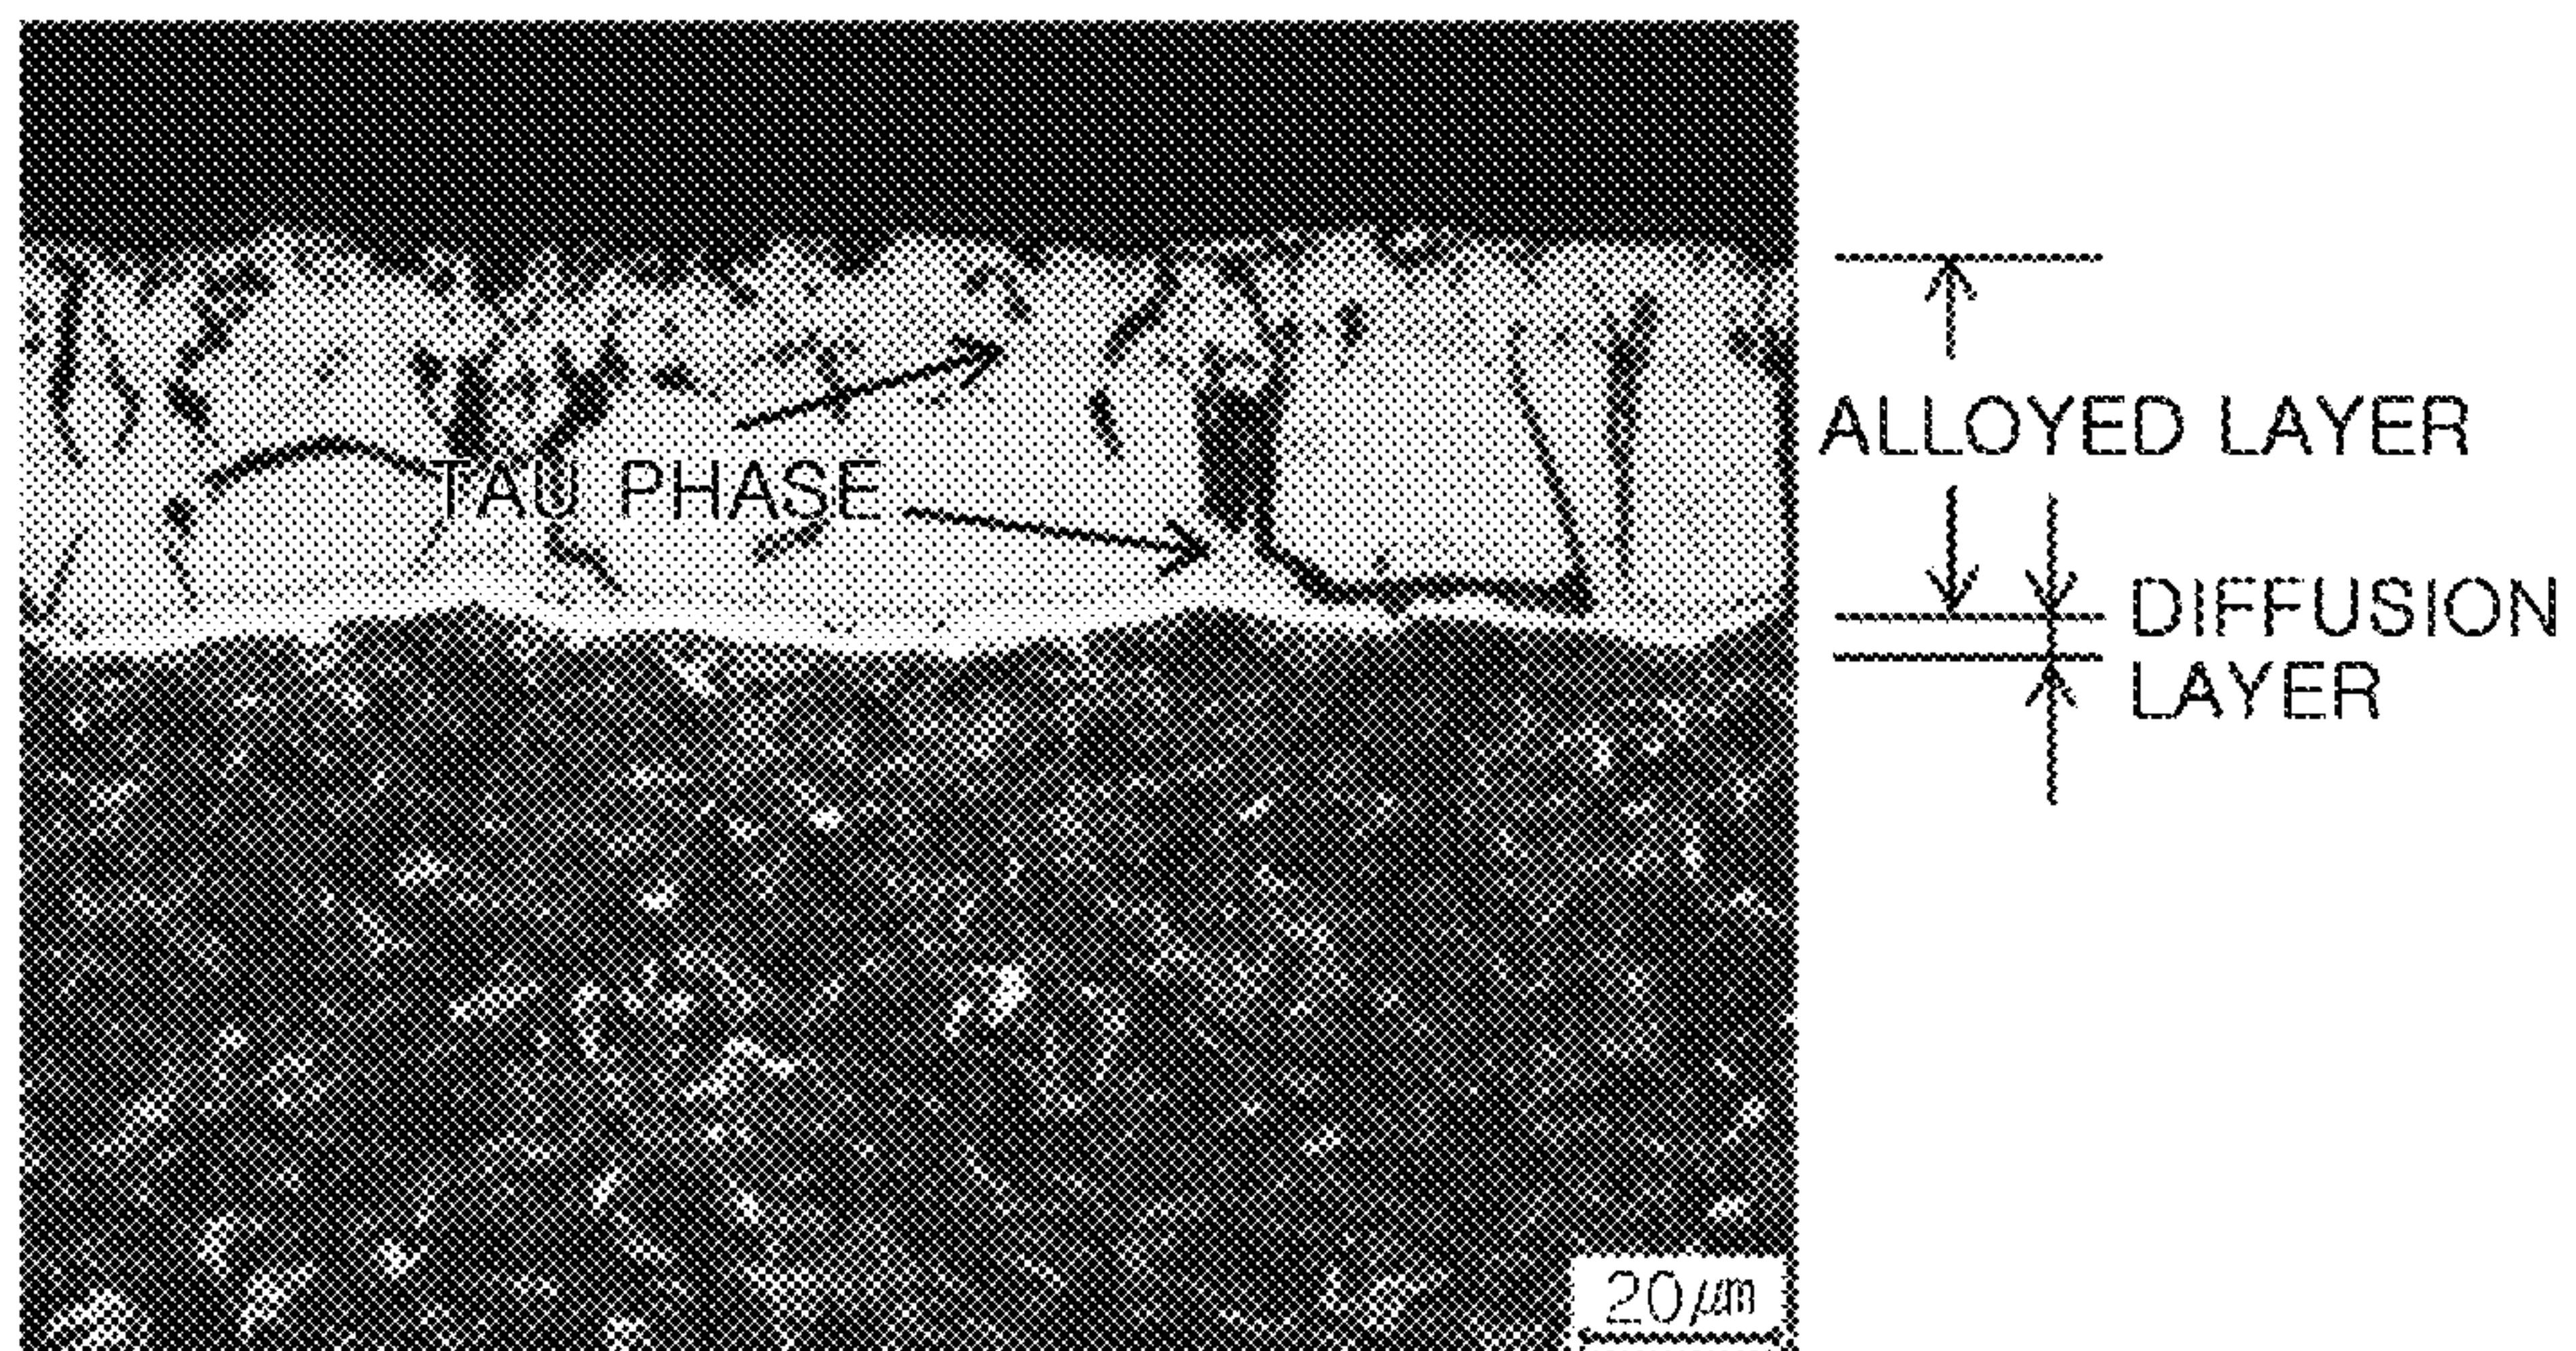 TAU PHASE
ALLOYED LAYER
DIFFUSION
LAYER
20μm